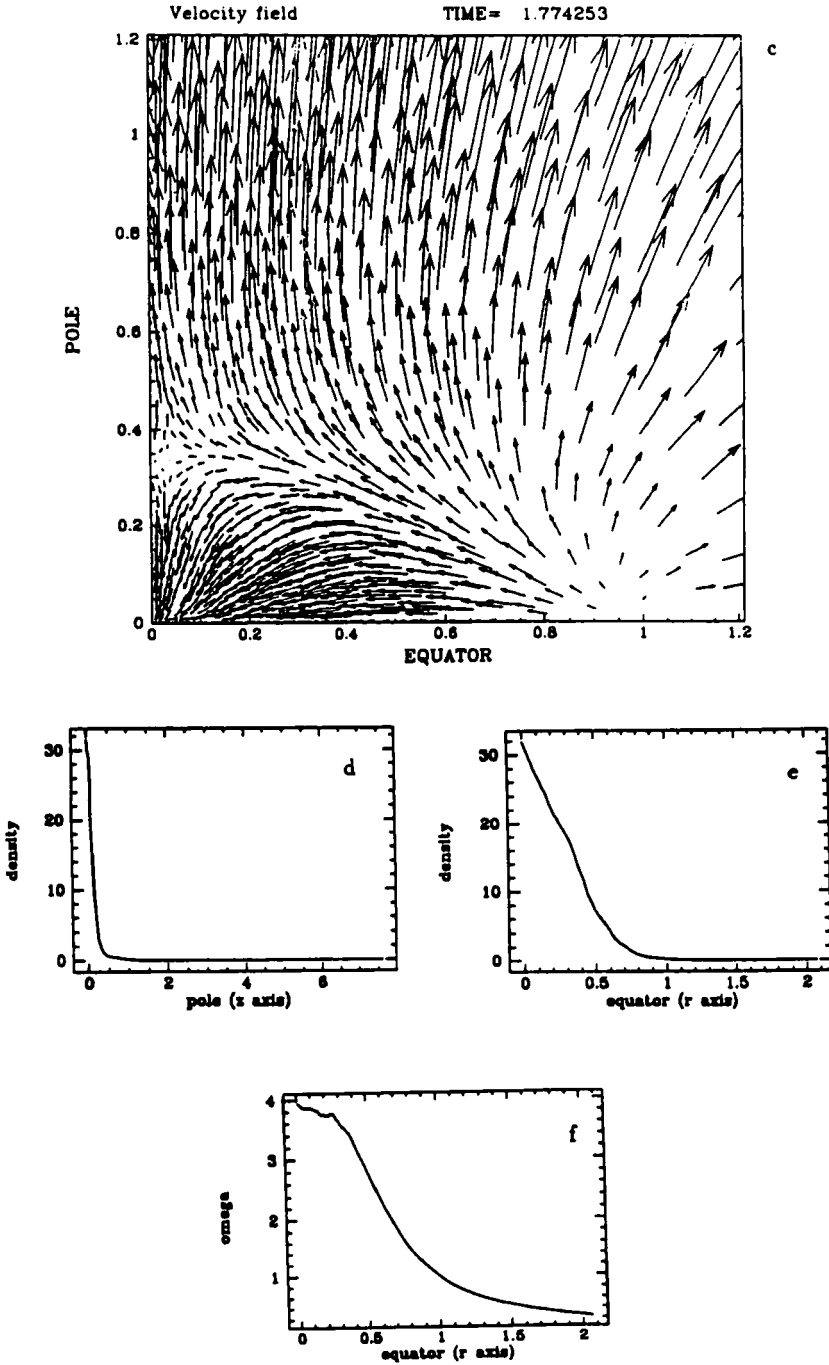 Velocity field TIME= 1.774253
c
1.2
1
0.8
0.6
0.4
0.2
0
POLE
0 0.2 0.4 0.6 0.8 1 1.2
EQUATOR
d
30
20
10
0
density
0 2 4 6
pole (z axis)
e
30
20
10
0
density
0 0.5 1 1.5 2
equator (r axis)
f
4
3
2
1
omega
0 0.5 1 1.5 2
equator (r axis)